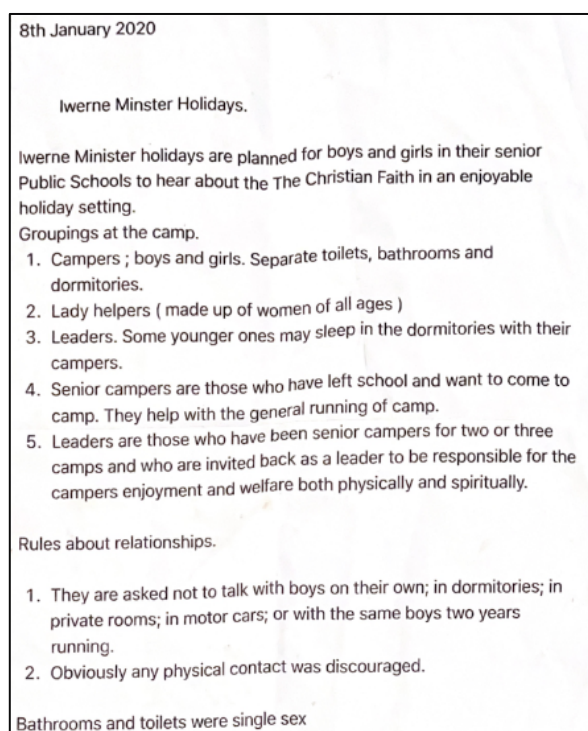 8th January 2020
Iwerne Minster Holidays.
Iwerne Minister holidays are planned for boys and girls in their senior
Public Schools to hear about the The Christian Faith in an enjoyable
holiday setting.
Groupings at the camp.
1. Campers ; boys and girls. Separate toilets, bathrooms and
dormitories.
2. Lady helpers ( made up of women of all ages )
3. Leaders. Some younger ones may sleep in the dormitories with their
campers.
4. Senior campers are those who have left school and want to come to
camp. They help with the general running of camp.
5. Leaders are those who have been senior campers for two or three
camps and who are invited back as a leader to be responsible for the
campers enjoyment and welfare both physically and spiritually.
Rules about relationships.
1. They are asked not to talk with boys on their own; in dormitories; in
private rooms; in motor cars; or with the same boys two years
running.
2. Obviously any physical contact was discouraged.
Bathrooms and toilets were single sex